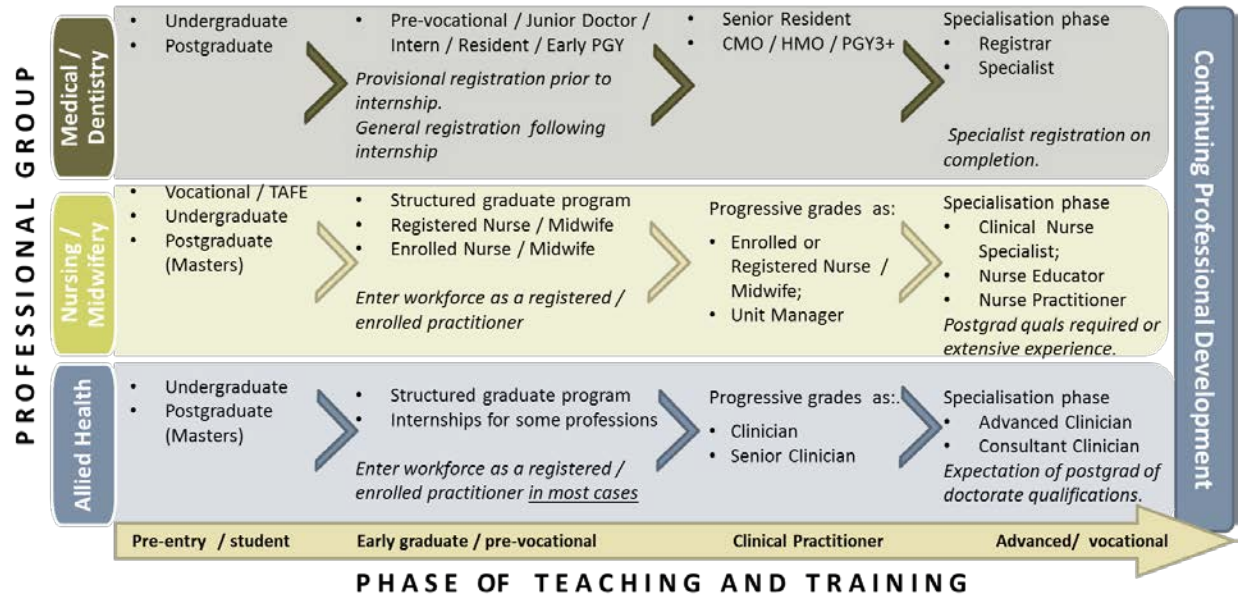 PROFESSIONAL GROUP
Medical /
Dentistry
• Undergraduate
• Postgraduate
• Pre-vocational / Junior Doctor /
Intern / Resident / Early PGY
Provisional registration prior to
internship.
General registration following
internship
• Senior Resident
• CMO / HMO / PGY3+
Specialisation phase
• Registrar
• Specialist
Specialist registration on
completion.
Nursing /
Midwifery
• Vocational / TAFE
• Undergraduate
• Postgraduate
(Masters)
• Structured graduate program
• Registered Nurse / Midwife
• Enrolled Nurse / Midwife
Enter workforce as a registered /
enrolled practitioner
Progressive grades as:
• Enrolled or
Registered Nurse /
Midwife;
• Unit Manager
Specialisation phase
• Clinical Nurse
Specialist;
• Nurse Educator
• Nurse Practitioner
Postgrad quals required or
extensive experience.
Allied Health
• Undergraduate
• Postgraduate
(Masters)
• Structured graduate program
• Internships for some professions
Enter workforce as a registered /
enrolled practitioner in most cases
Progressive grades as:.
• Clinician
• Senior Clinician
Specialisation phase
• Advanced Clinician
• Consultant Clinician
Expectation of postgrad of
doctorate qualifications.
Continuing Professional Development
Pre-entry / student
Early graduate / pre-vocational
Clinical Practitioner
Advanced/ vocational
PHASE OF TEACHING AND TRAINING